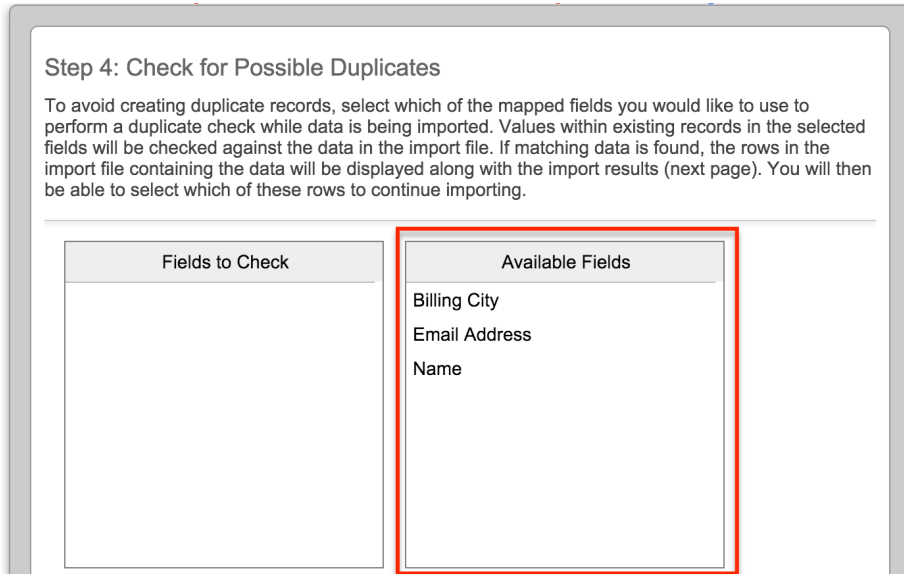 Step 4: Check for Possible Duplicates
To avoid creating duplicate records, select which of the mapped fields you would like to use to
perform a duplicate check while data is being imported. Values within existing records in the selected
fields will be checked against the data in the import file. If matching data is found, the rows in the
import file containing the data will be displayed along with the import results (next page). You will then
be able to select which of these rows to continue importing.
Fields to Check
Available Fields
Billing City
Email Address
Name